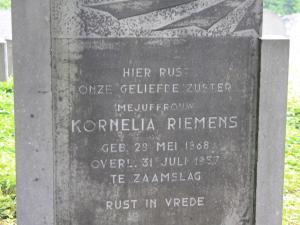 HIER RUST
ONZE GELIEFDE ZUSTER
MEJUFFROUW
KORNELIA RIEMENS
GEB. 29 MEI 1868
OVERL. 31 JULI 1957
TE ZAAMSLAG
RUST IN VREDE